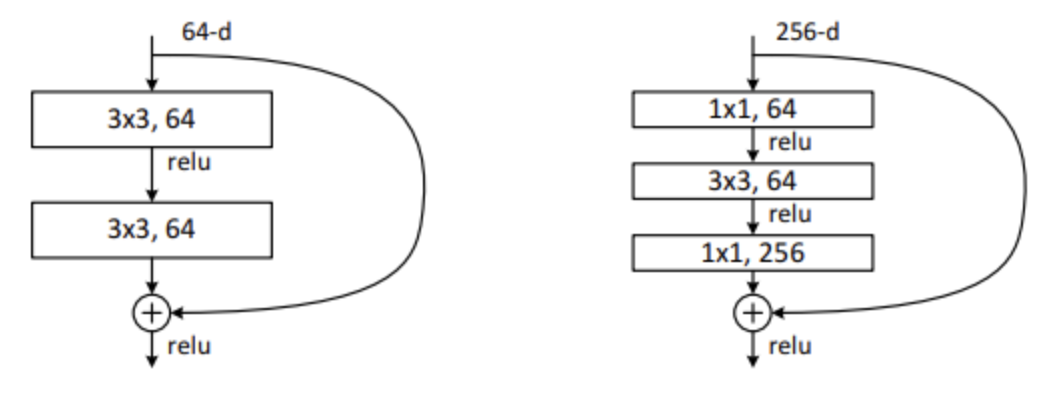 64-d
3x3, 64
relu
3x3, 64
+
relu
256-d
1x1, 64
relu
3x3, 64
relu
1x1, 256
+
relu